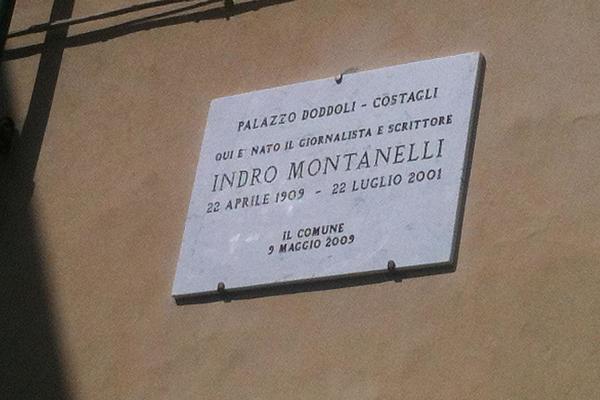 PALAZZO DODDOLI - COSTAGLI
QUI E' NATO IL GIORNALISTA E SCRITTORE
INDRO MONTANELLI
22 APRILE 1909 - 22 LUGLIO 2001
IL COMUNE
9 MAGGIO 2009